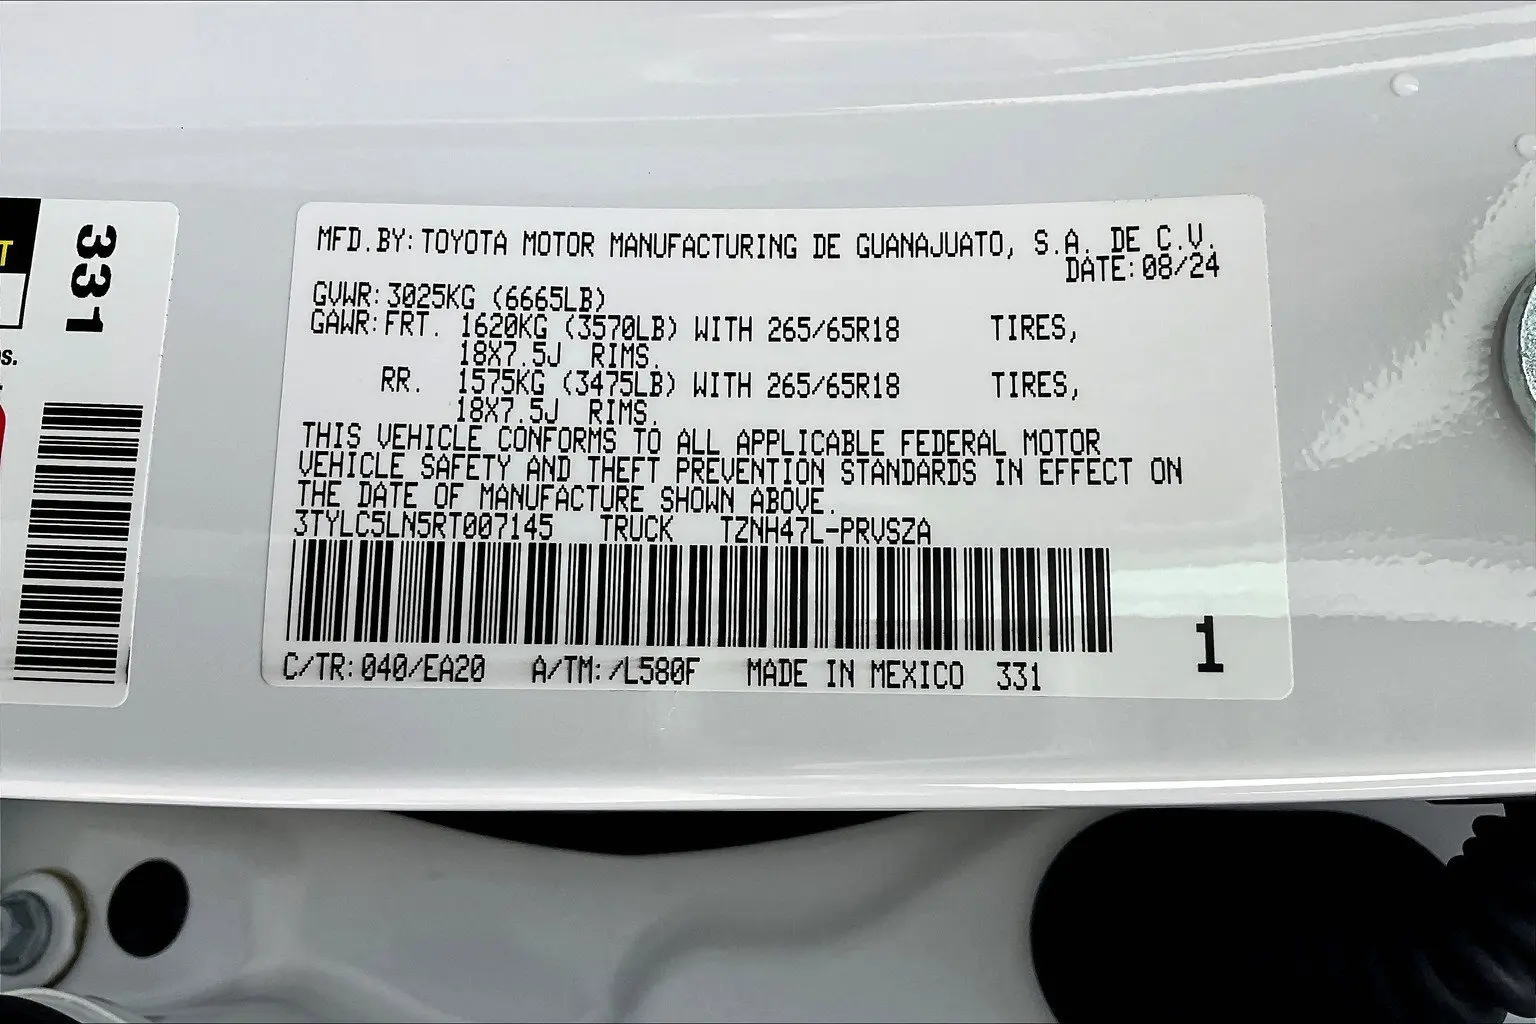 T
331
s.
MFD.BY:TOYOTA MOTOR MANUFACTURING DE GUANAJUATO, S.A. DE C.V.
DATE:08/24
GVWR:3025KG (6665LB)
GAWR:FRT. 1620KG (3570LB) WITH 265/65R18 TIRES,
18X7.5J RIMS.
RR. 1575KG (3475LB) WITH 265/65R18 TIRES,
18X7.5J RIMS.
THIS VEHICLE CONFORMS TO ALL APPLICABLE FEDERAL MOTOR
VEHICLE SAFETY AND THEFT PREVENTION STANDARDS IN EFFECT ON
THE DATE OF MANUFACTURE SHOWN ABOVE.
3TYLC5LN5RT007145 TRUCK TZNH47L-PRVSZA
C/TR:040/EA20 A/TM:/L580F MADE IN MEXICO 331
1